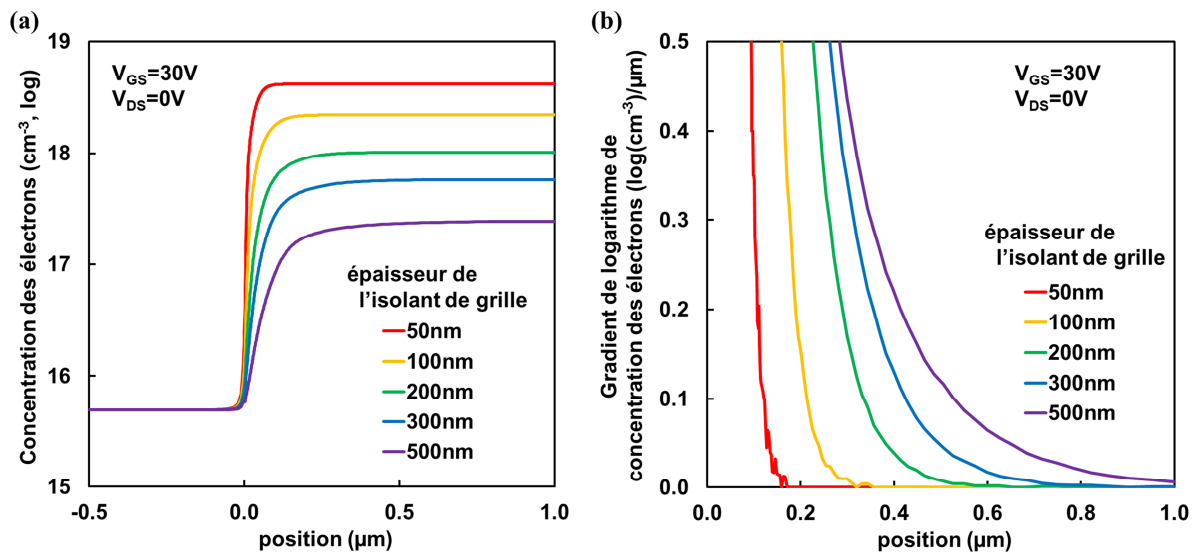 (a)
19
18
17
16
15
-0.5
0.0
0.5
1.0
Concentration des électrons (cm⁻³, log)
position (µm)
V_GS=30V
V_DS=0V
épaisseur de
l’isolant de grille
50nm
100nm
200nm
300nm
500nm
(b)
0.5
0.4
0.3
0.2
0.1
0.0
0.0
0.2
0.4
0.6
0.8
1.0
Gradient de logarithme de
concentration des électrons (log(cm⁻³)/µm)
position (µm)
V_GS=30V
V_DS=0V
épaisseur de
l’isolant de grille
50nm
100nm
200nm
300nm
500nm